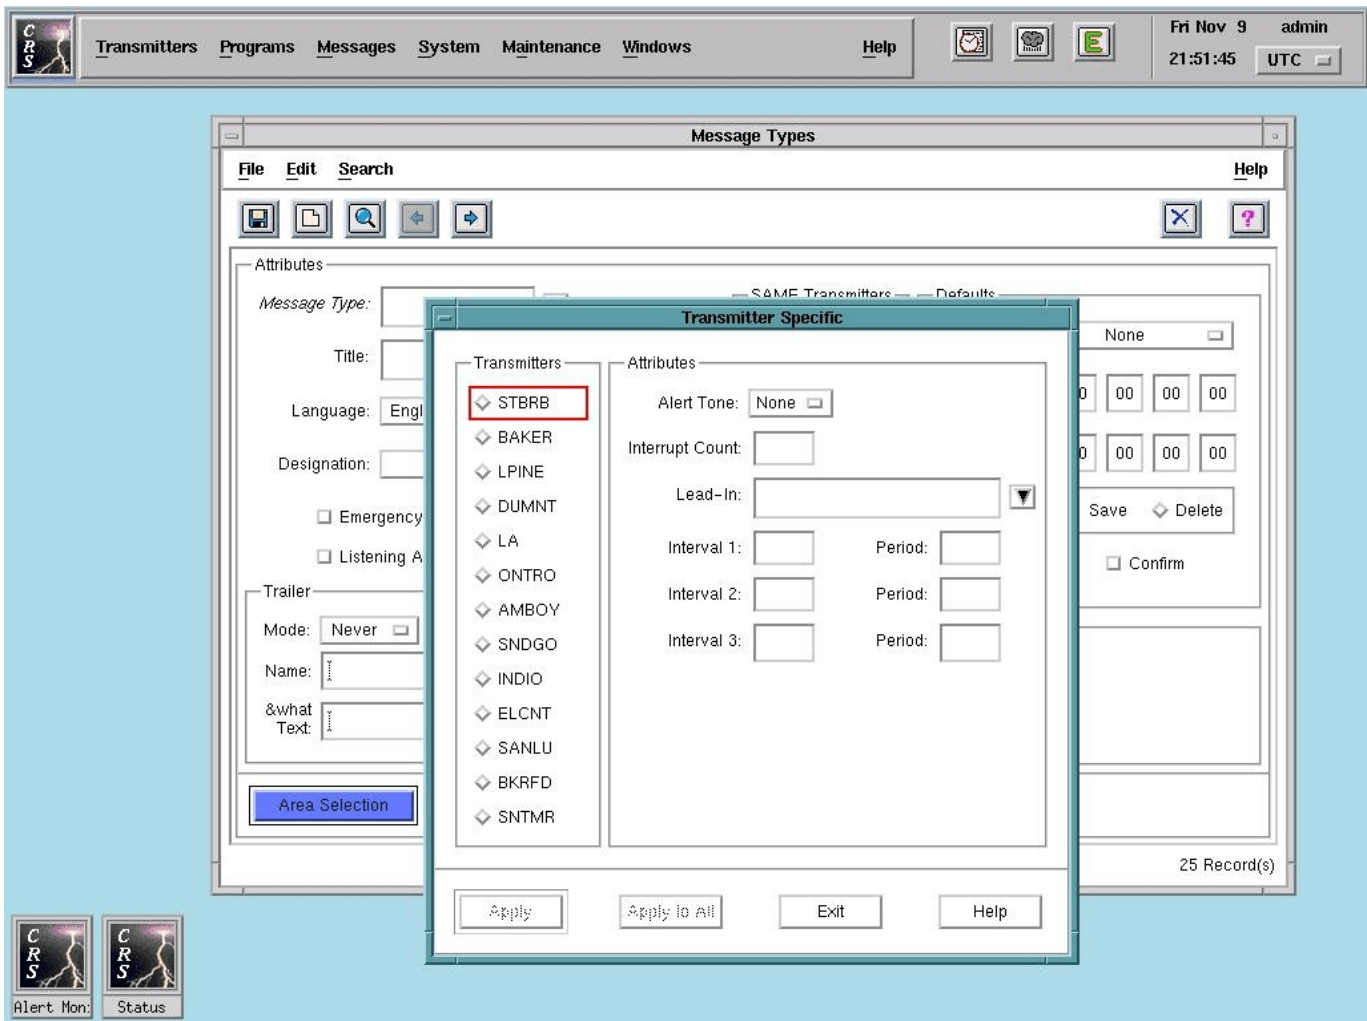 CRS
Transmitters Programs Messages System Maintenance Windows Help
E
Fri Nov 9 admin
21:51:45 UTC
Message Types
File Edit Search Help
?
Attributes
Message Type:
SAME Transmitters
Defaults
Title:
None
Language:
Engl
00 00 00
Designation:
00 00 00
Emergency
Save Delete
Listening A
Confirm
Trailer
Mode: Never
Name:
&what
Text:
Area Selection
25 Record(s)
Transmitter Specific
Transmitters
STBRB
BAKER
LPINE
DUMNT
LA
ONTRO
AMBOY
SNDGO
INDIO
ELCNT
SANLU
BKRFD
SNTMR
Attributes
Alert Tone: None
Interrupt Count:
Lead-In:
Interval 1: Period:
Interval 2: Period:
Interval 3: Period:
Apply Apply to All Exit Help
CRS
Alert Mon:
CRS
Status